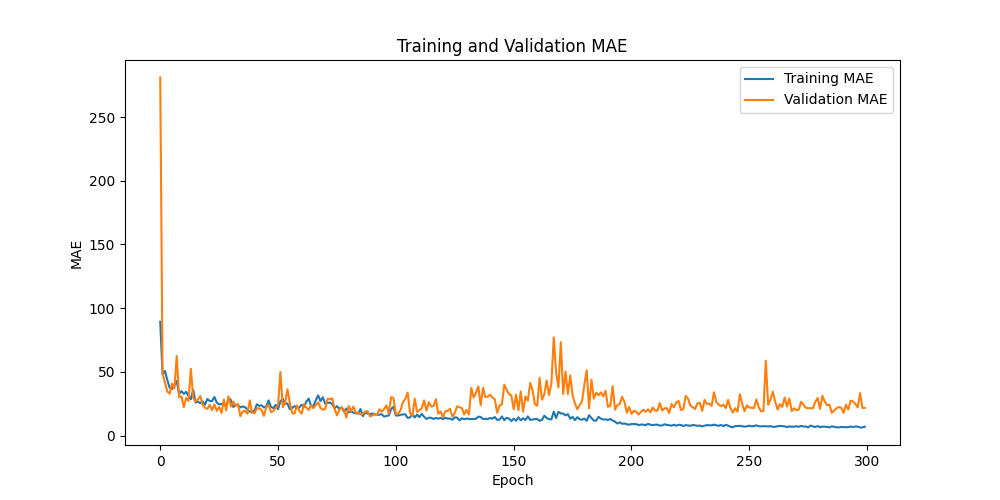 Training and Validation MAE
Training MAE
Validation MAE
MAE
250
200
150
100
50
0
0 50 100 150 200 250 300
Epoch